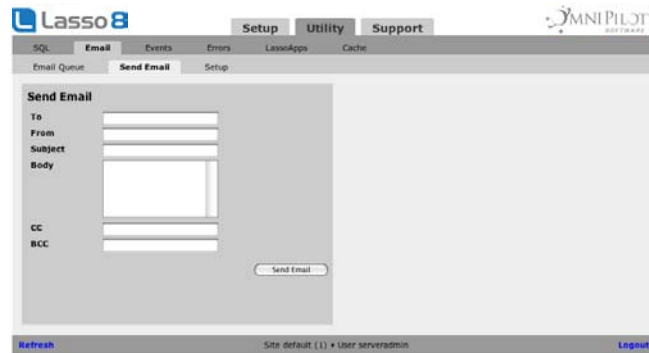 Lasso 8
Setup Utility Support
OMNIPILOT
SOFTWARE
SQL Email Events Errors LassoApps Cache
Email Queue Send Email Setup
Send Email
To
From
Subject
Body
CC
BCC
Send Email
Refresh Site default (1) • User serveradmin Logout